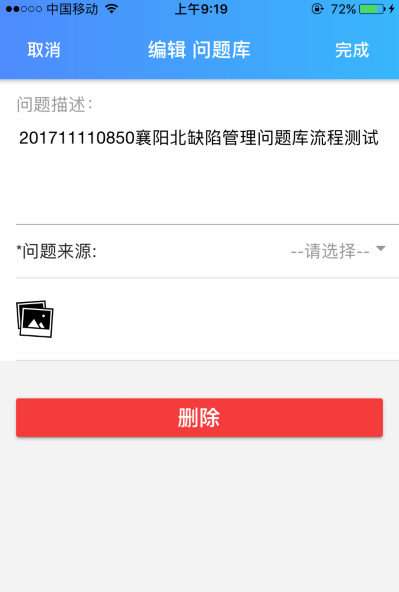 中国移动 上午9:19 72%
取消 编辑 问题库 完成
问题描述:
201711110850襄阳北缺陷管理问题库流程测试
*问题来源: --请选择--
删除